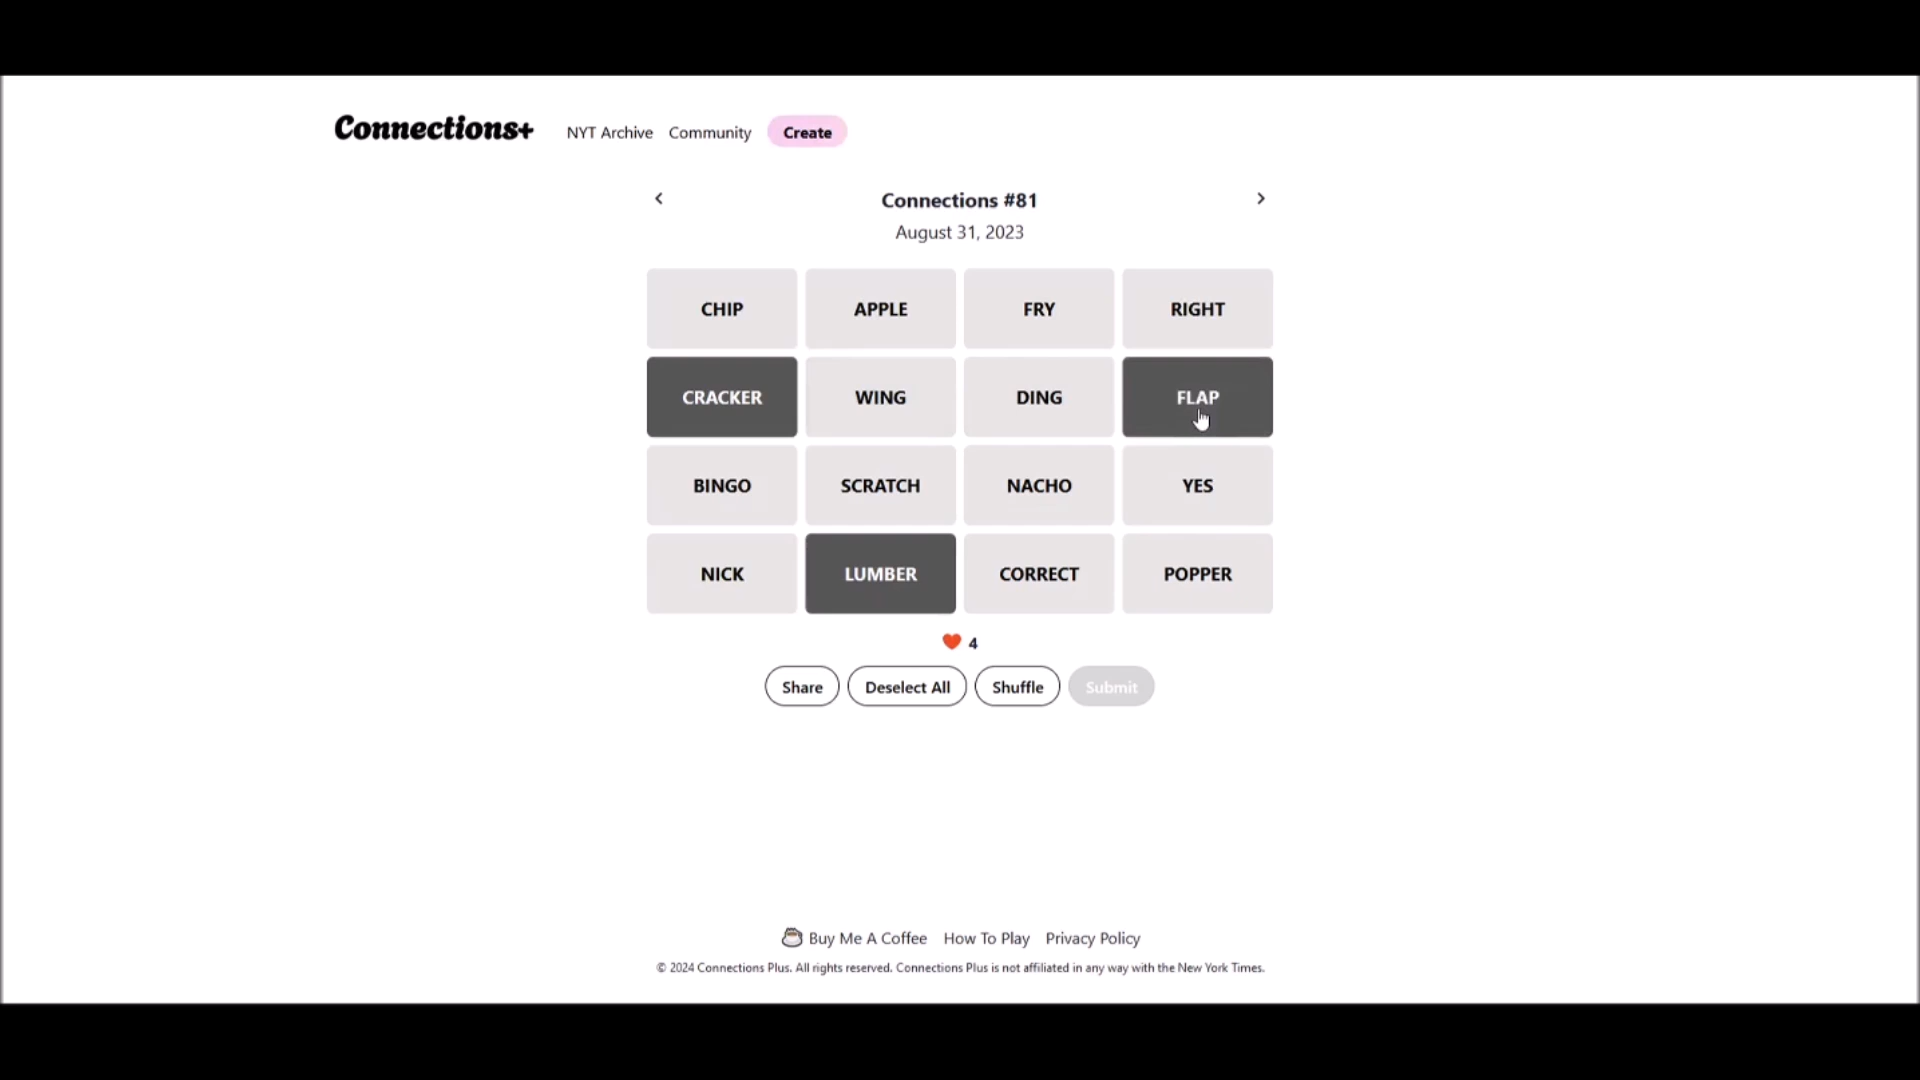 Connections+ NYT Archive Community Create
Connections #81
August 31, 2023
CHIP APPLE FRY RIGHT
CRACKER WING DING FLAP
BINGO SCRATCH NACHO YES
NICK LUMBER CORRECT POPPER
4
Share Deselect All Shuffle Submit
Buy Me A Coffee How To Play Privacy Policy
© 2024 Connections Plus. All rights reserved. Connections Plus is not affiliated in any way with the New York Times.